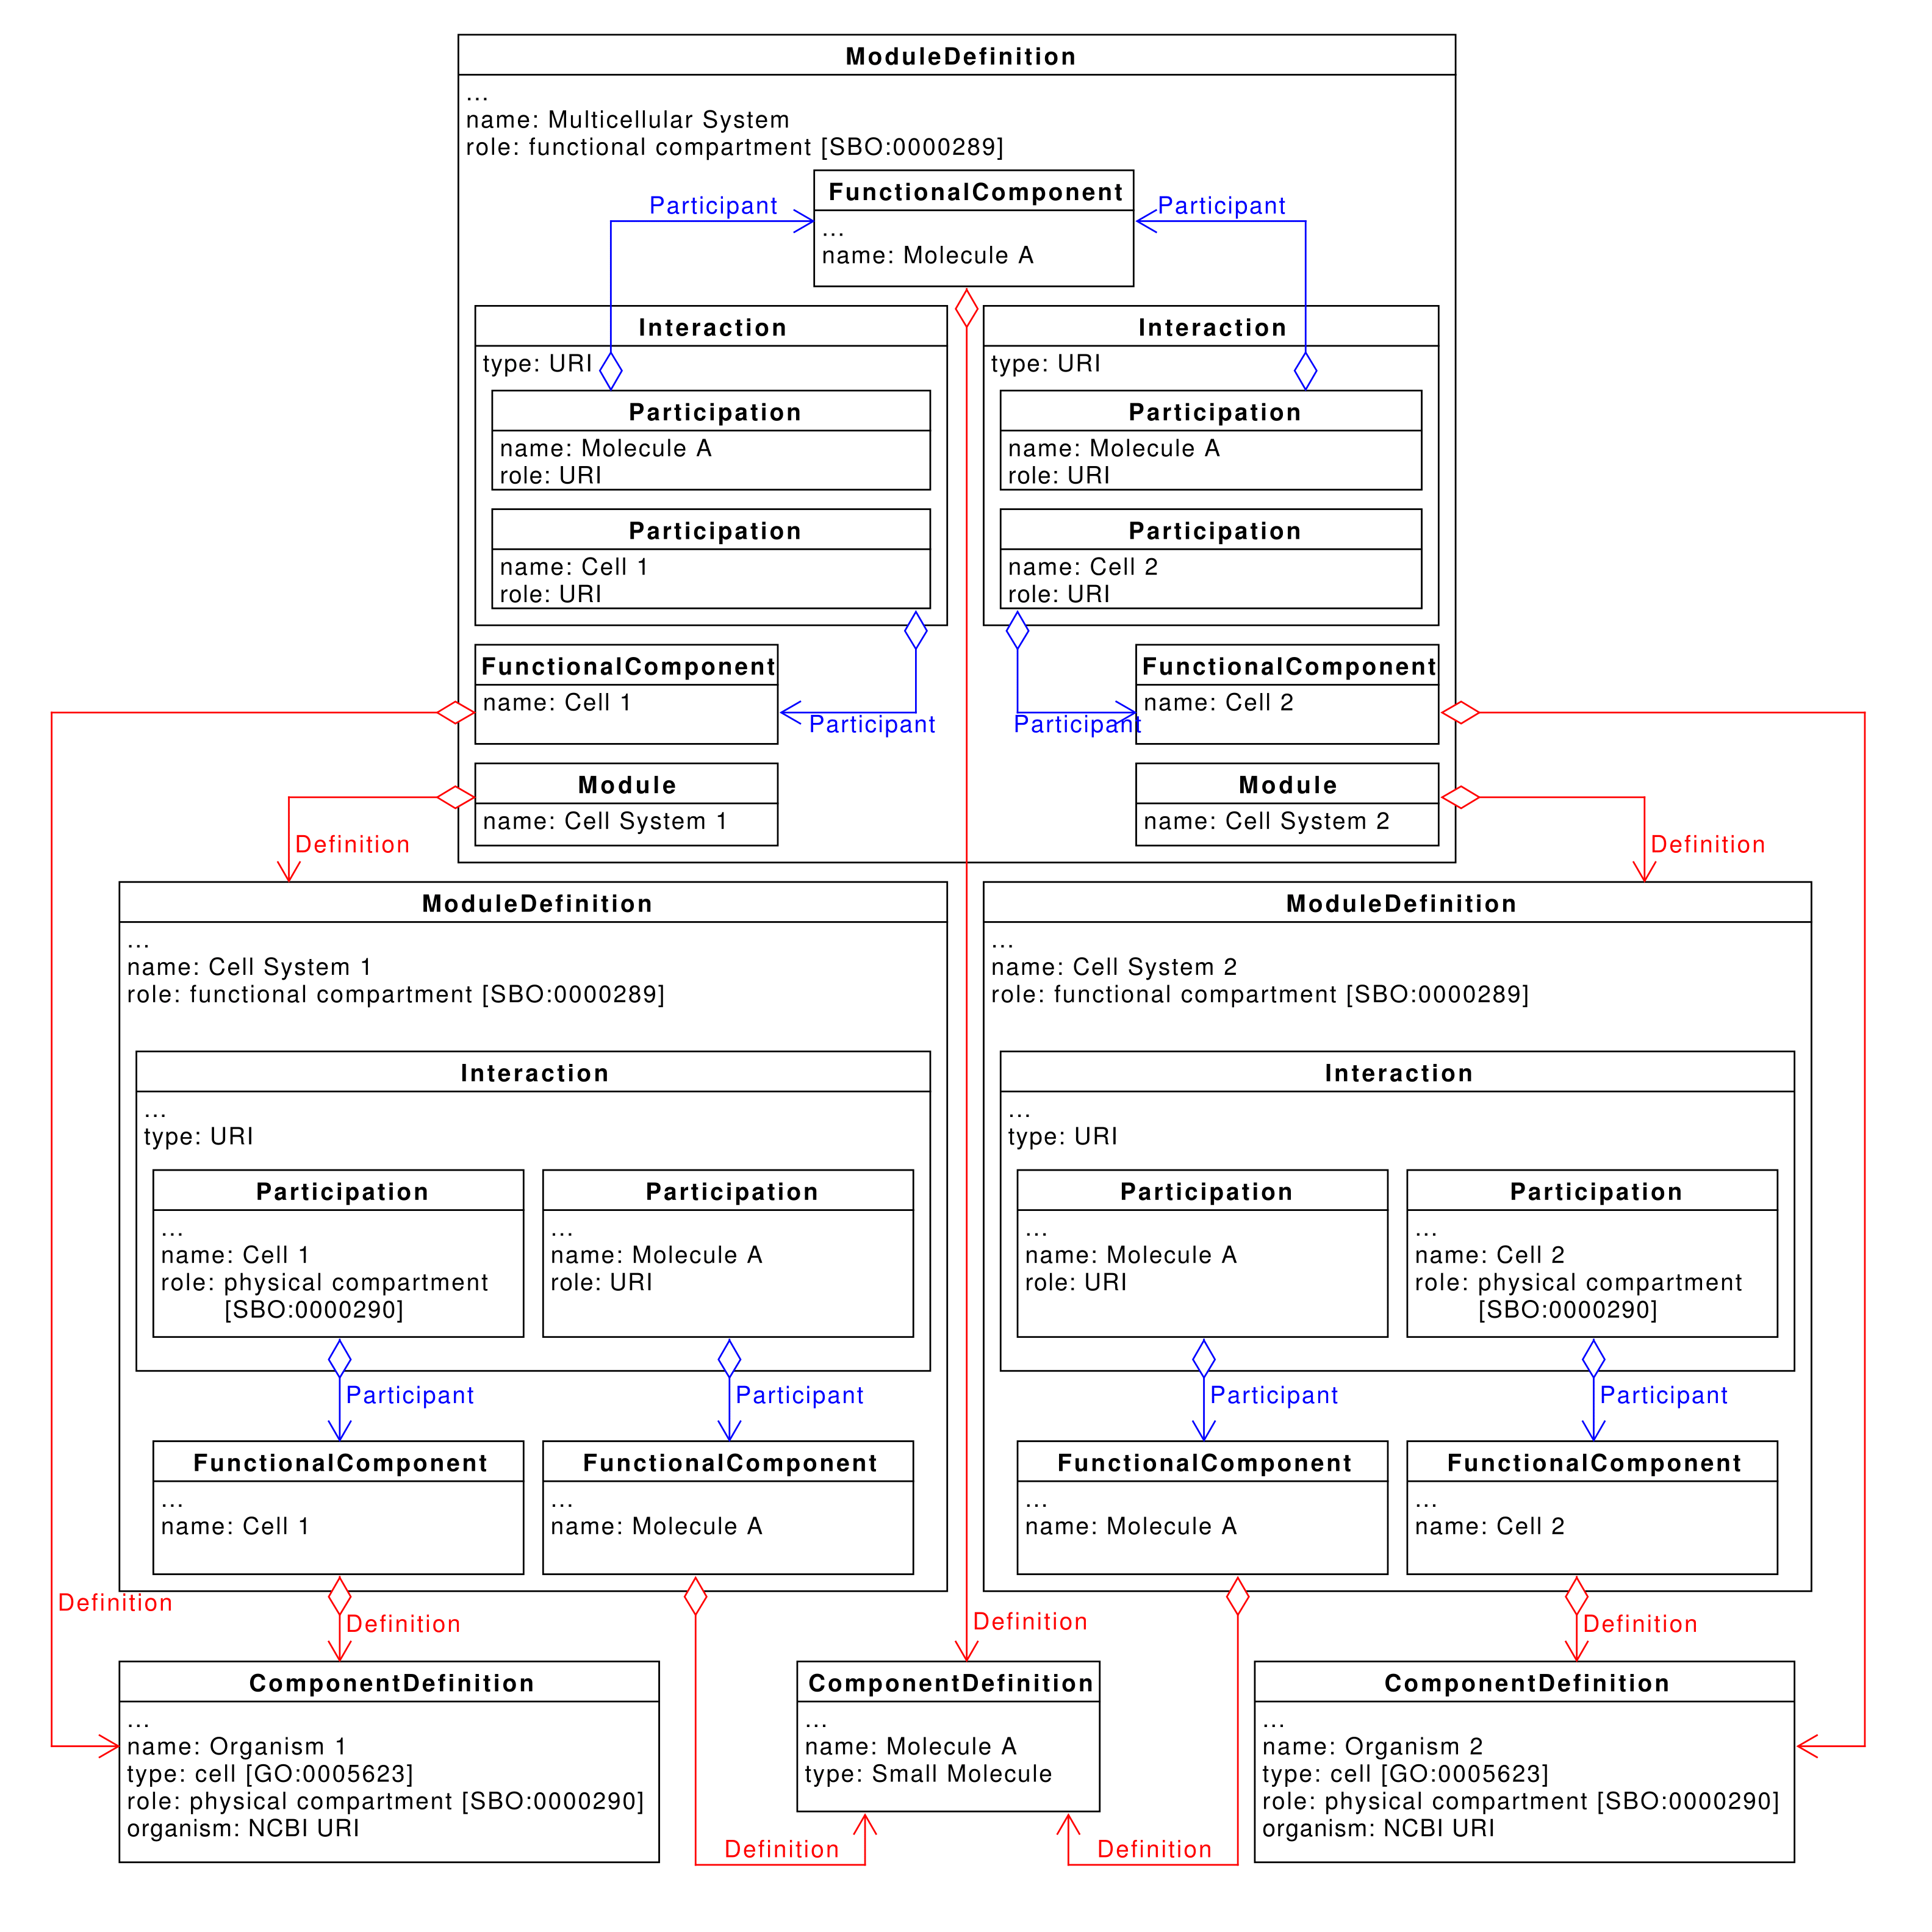 ModuleDefinition
...
name: Multicellular System
role: functional compartment [SBO:0000289]
FunctionalComponent
...
name: Molecule A
Participant
Participant
Interaction
type: URI
Participation
name: Molecule A
role: URI
Participation
name: Cell 1
role: URI
Interaction
type: URI
Participation
name: Molecule A
role: URI
Participation
name: Cell 2
role: URI
FunctionalComponent
name: Cell 1
Participant
Participant
FunctionalComponent
name: Cell 2
Module
name: Cell System 1
Module
name: Cell System 2
Definition
Definition
ModuleDefinition
...
name: Cell System 1
role: functional compartment [SBO:0000289]
Interaction
...
type: URI
Participation
...
name: Cell 1
role: physical compartment
[SBO:0000290]
Participation
...
name: Molecule A
role: URI
Participant
Participant
FunctionalComponent
...
name: Cell 1
FunctionalComponent
...
name: Molecule A
ModuleDefinition
...
name: Cell System 2
role: functional compartment [SBO:0000289]
Interaction
...
type: URI
Participation
...
name: Molecule A
role: URI
Participation
...
name: Cell 2
role: physical compartment
[SBO:0000290]
Participant
Participant
FunctionalComponent
...
name: Molecule A
FunctionalComponent
...
name: Cell 2
Definition
Definition
Definition
Definition
ComponentDefinition
...
name: Organism 1
type: cell [GO:0005623]
role: physical compartment [SBO:0000290]
organism: NCBI URI
ComponentDefinition
...
name: Molecule A
type: Small Molecule
ComponentDefinition
...
name: Organism 2
type: cell [GO:0005623]
role: physical compartment [SBO:0000290]
organism: NCBI URI
Definition
Definition